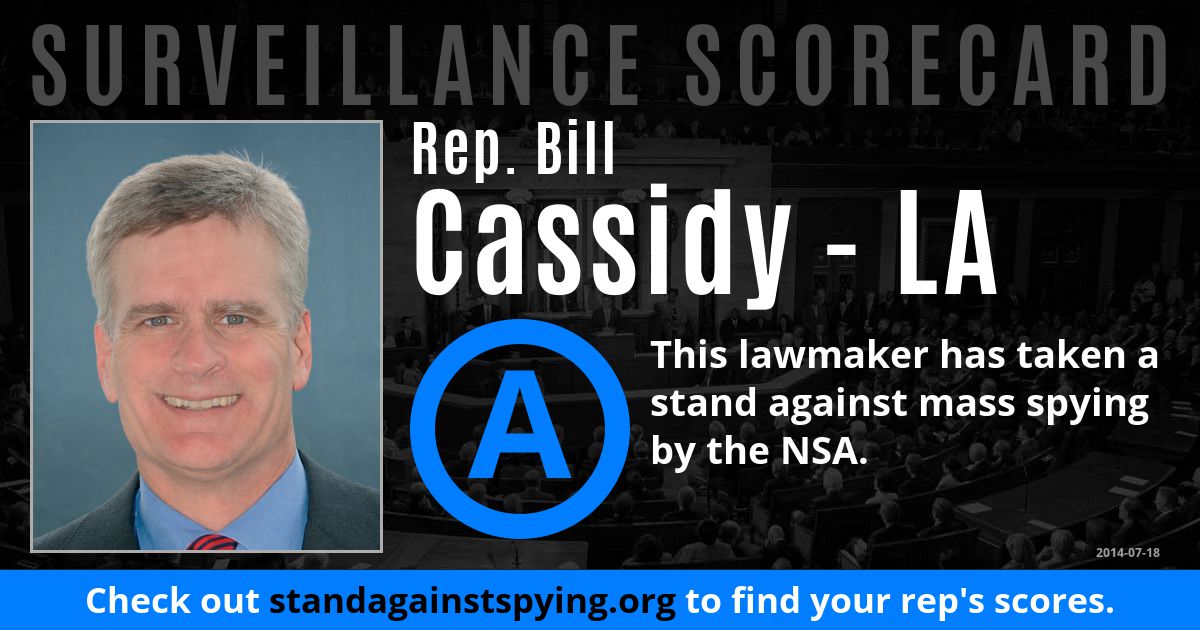 SURVEILLANCE SCORECARD
Rep. Bill
Cassidy - LA
A
This lawmaker has taken a
stand against mass spying
by the NSA.
2014-07-18
Check out standagainstspying.org to find your rep's scores.